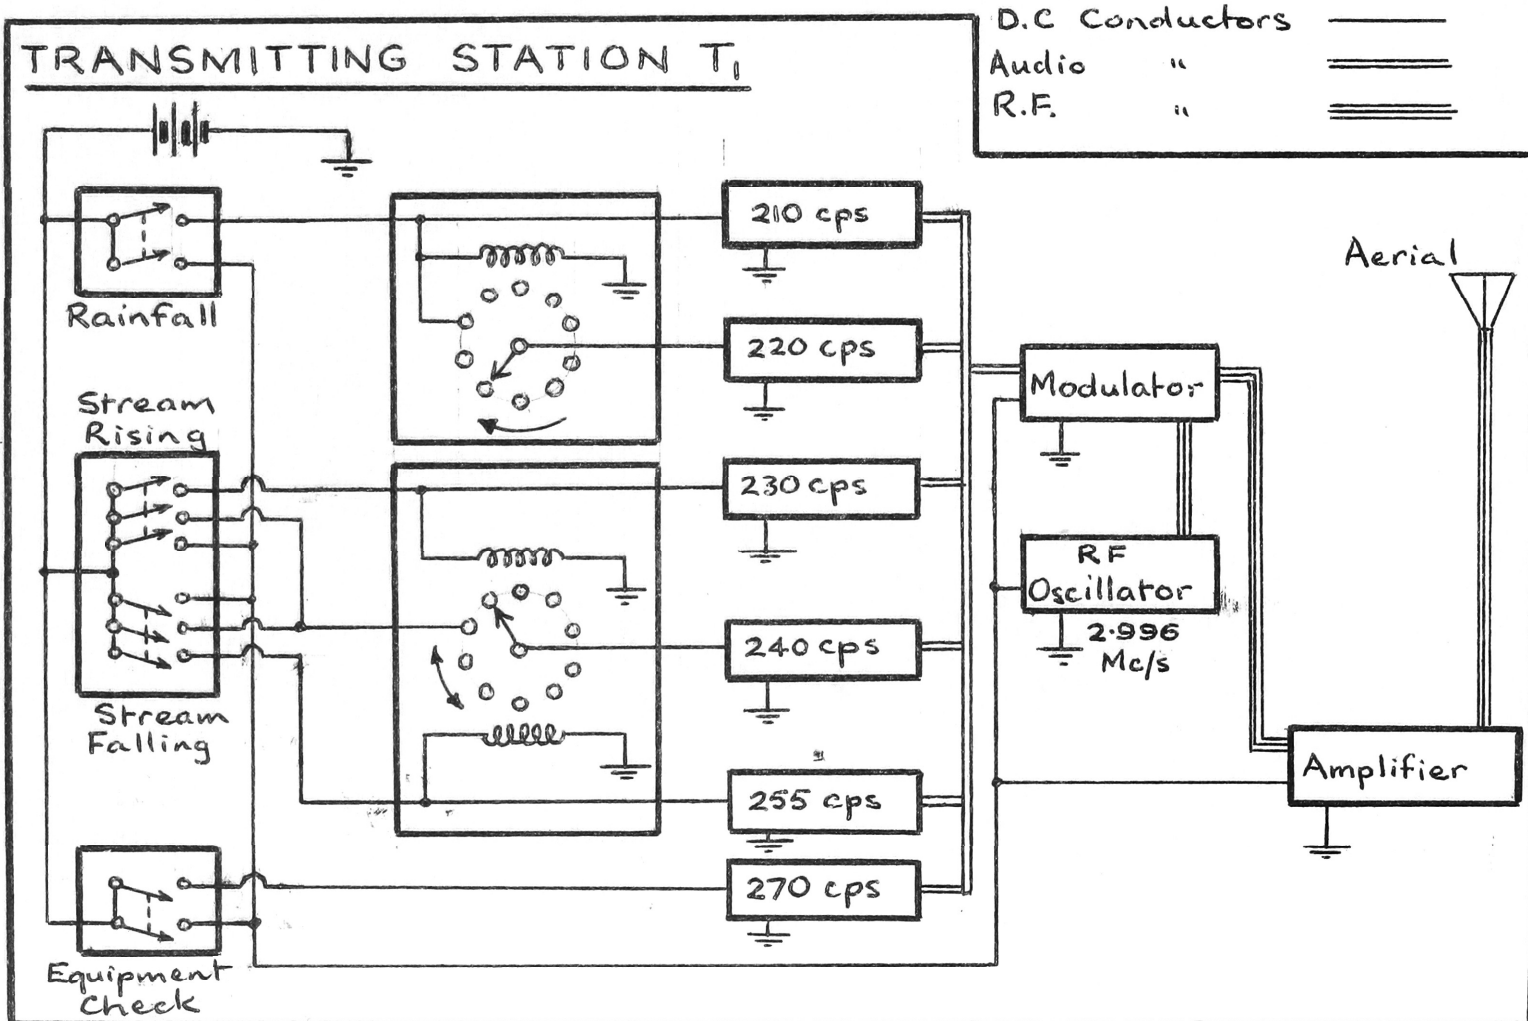 TRANSMITTING STATION T1
D.C Conductors
Audio "
R.F. "
Rainfall
Stream
Rising
Stream
Falling
Equipment
Check
210 cps
220 cps
230 cps
240 cps
255 cps
270 cps
Modulator
RF
Oscillator
2.996
Mc/s
Aerial
Amplifier